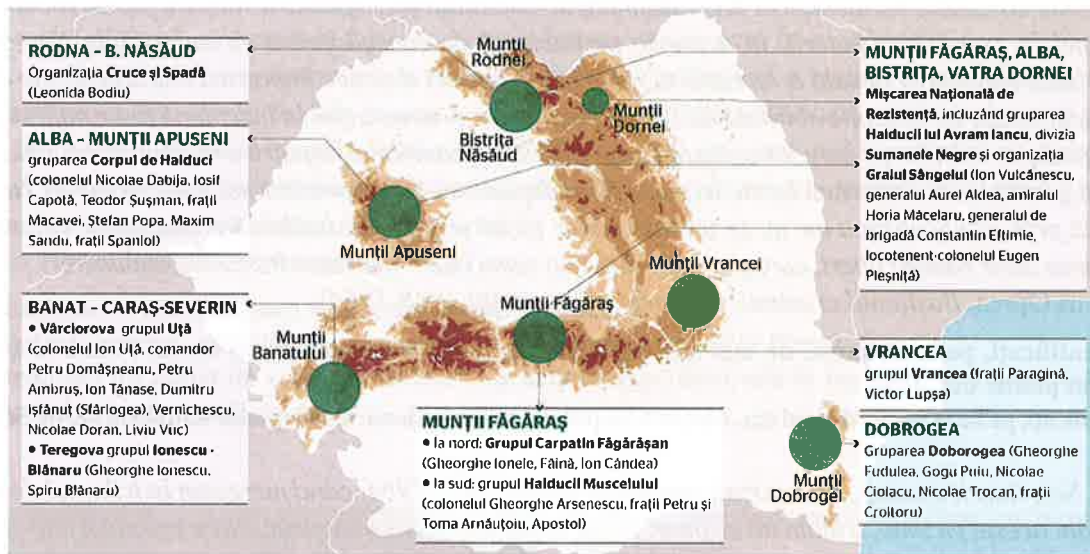 RODNA – B. NĂSĂUD
Organizația Cruce și Spadă
(Leonida Bodiu)
ALBA – MUNȚII APUSENI
gruparea Corpul de Haiduci
(colonelul Nicolae Dabija, Iosif
Capotă, Teodor Șușman, frații
Macavei, Ștefan Popa, Maxim
Sandu, frații Spaniol)
BANAT – CARAȘ-SEVERIN
• Vârciorova grupul Uță
(colonelul Ion Uță, comandor
Petru Domășneanu, Petru
Ambruș, Ion Tănase, Dumitru
Ișfănuț (Sfârlogea), Vernichescu,
Nicolae Doran, Liviu Vuc)
• Teregova grupul Ionescu -
Blănaru (Gheorghe Ionescu,
Spiru Blănaru)
Munții
Rodnei
Bistrița
Năsăud
Munții
Dornei
Munții Apuseni
Munții Vrancei
Munții Făgăraș
Munții
Banatului
Munții
Dobrogei
MUNȚII FĂGĂRAȘ
• la nord: Grupul Carpatin Făgărășan
(Gheorghe Ionele, Făină, Ion Cândea)
• la sud: grupul Haiducii Muscelului
(colonelul Gheorghe Arsenescu, frații Petru și
Toma Arnăuțoiu, Apostol)
MUNȚII FĂGĂRAȘ, ALBA,
BISTRIȚA, VATRA DORNEI
Mișcarea Națională de
Rezistență, incluzând gruparea
Haiducii lui Avram Iancu, divizia
Sumanele Negre și organizația
Graiul Sângelui (Ion Vulcănescu,
generalul Aurel Aldea, amiralul
Horia Măcelaru, generalul de
brigadă Constantin Eftimie,
locotenent-colonelul Eugen
Pleșniță)
VRANCEA
grupul Vrancea (frații Paragină,
Victor Lupșa)
DOBROGEA
Gruparea Doborogea (Gheorghe
Fudulea, Gogu Puiu, Nicolae
Ciolacu, Nicolae Trocan, frații
Croitoru)